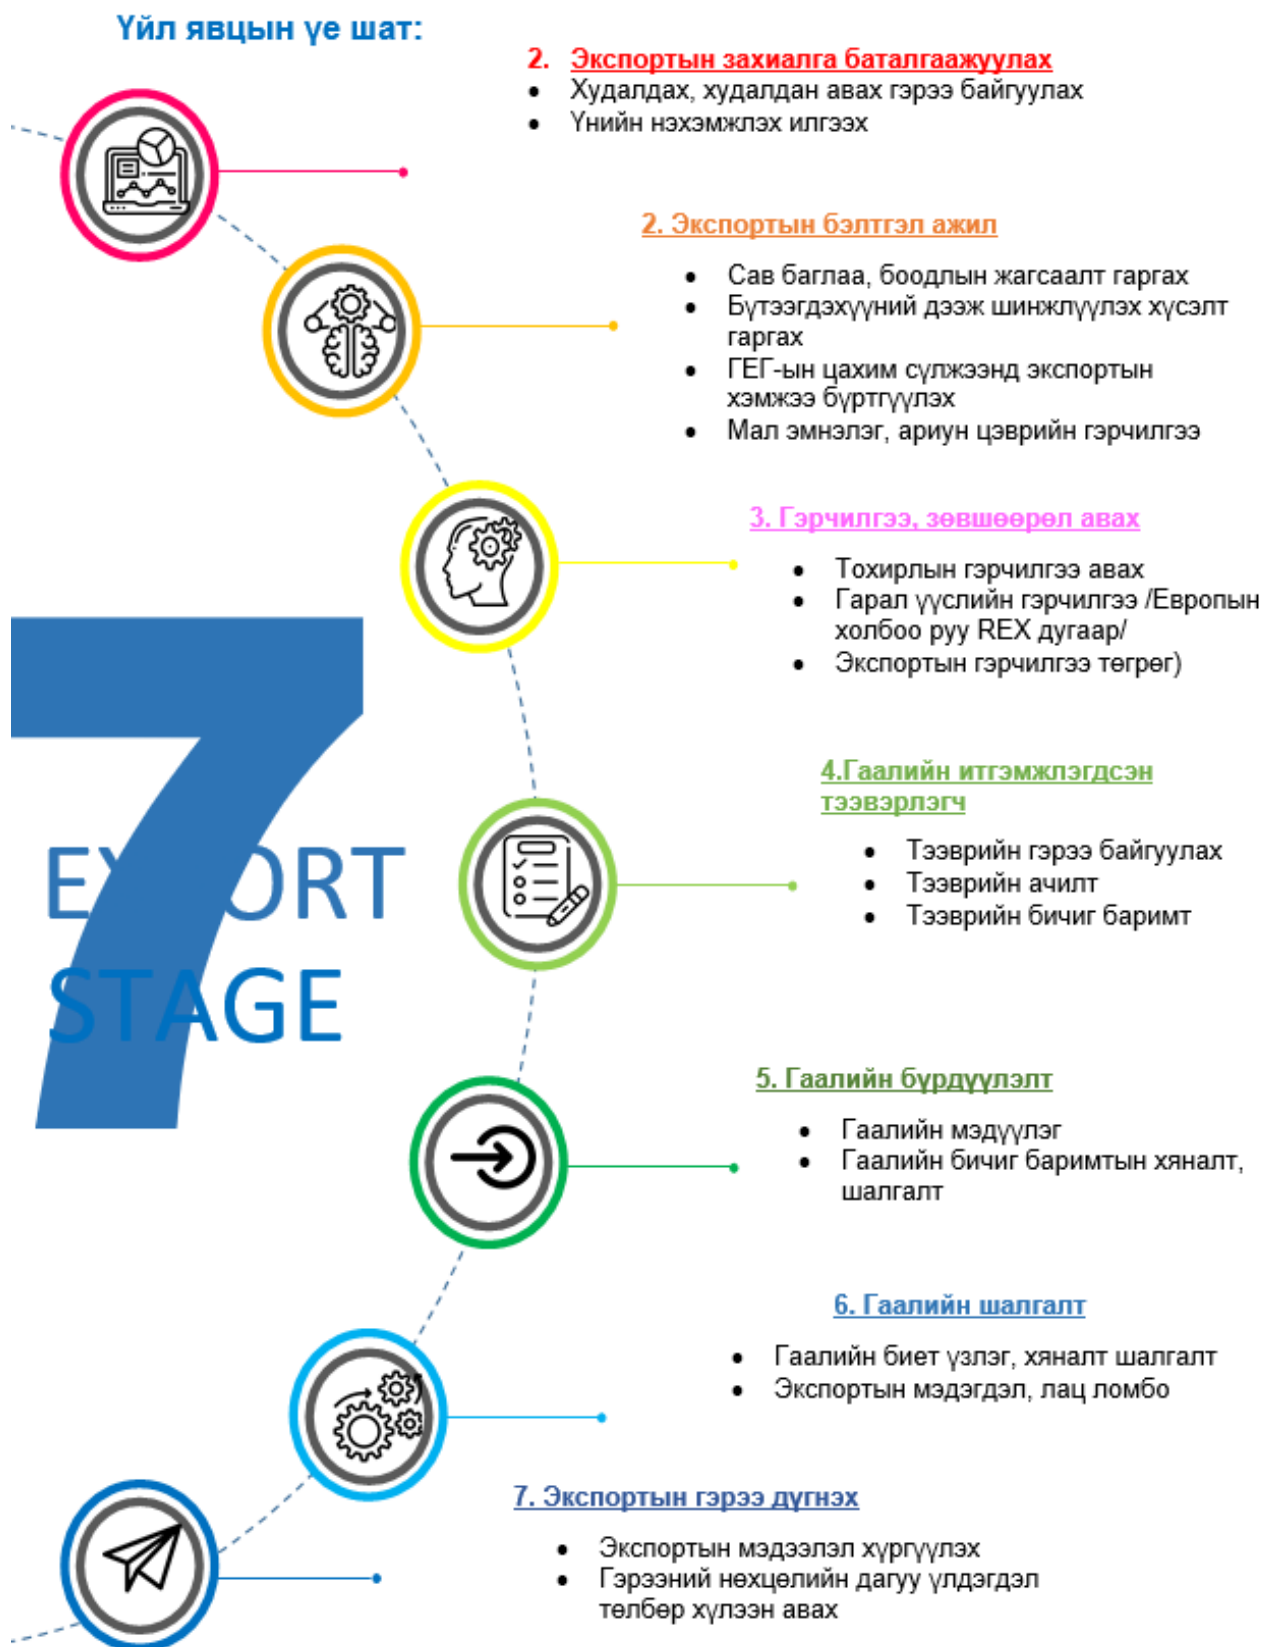 Үйл явцын үе шат:
2. Экспортын захиалга баталгаажуулах
• Худалдах, худалдан авах гэрээ байгуулах
• Үнийн нэхэмжлэх илгээх
2. Экспортын бэлтгэл ажил
• Сав баглаа, боодлын жагсаалт гаргах
• Бүтээгдэхүүний дээж шинжлүүлэх хүсэлт
гаргах
• ГЕГ-ын цахим сүлжээнд экспортын
хэмжээ бүртгүүлэх
• Мал эмнэлэг, ариун цэврийн гэрчилгээ
3. Гэрчилгээ, зөвшөөрөл авах
• Тохирлын гэрчилгээ авах
• Гарал үүслийн гэрчилгээ /Европын
холбоо руу REX дугаар/
• Экспортын гэрчилгээ төгрөг)
7
EXPORT
STAGE
4.Гаалийн итгэмжлэгдсэн
тээвэрлэгч
• Тээврийн гэрээ байгуулах
• Тээврийн ачилт
• Тээврийн бичиг баримт
5. Гаалийн бүрдүүлэлт
• Гаалийн мэдүүлэг
• Гаалийн бичиг баримтын хяналт,
шалгалт
6. Гаалийн шалгалт
• Гаалийн биет үзлэг, хяналт шалгалт
• Экспортын мэдэгдэл, лац ломбо
7. Экспортын гэрээ дүгнэх
• Экспортын мэдээлэл хүргүүлэх
• Гэрээний нөхцөлийн дагуу үлдэгдэл
төлбөр хүлээн авах